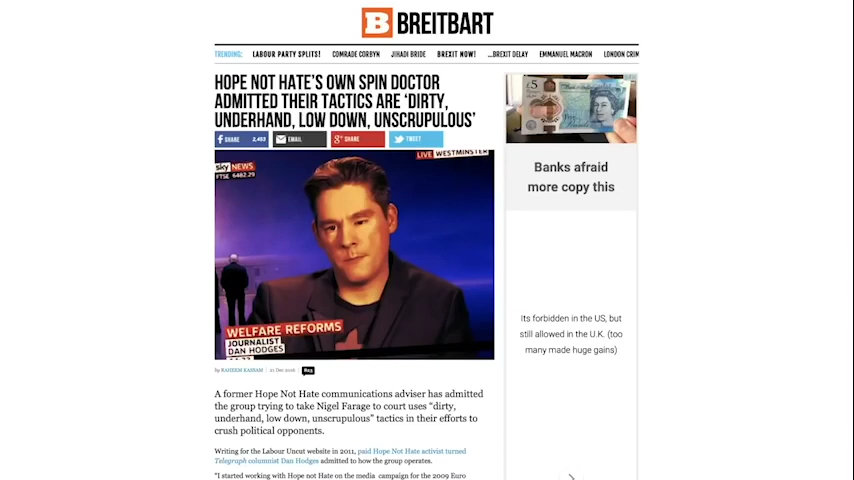 B BREITBART
TRENDING: LABOUR PARTY SPLITS! COMRADE CORBYN JIHADI BRIDE BREXIT NOW! ...BREXIT DELAY EMMANUEL MACRON LONDON CRIM
HOPE NOT HATE'S OWN SPIN DOCTOR
ADMITTED THEIR TACTICS ARE ‘DIRTY,
UNDERHAND, LOW DOWN, UNSCRUPULOUS’
SHARE 2,493 EMAIL SHARE TWEET
sky NEWS
FTSE 6482.29
LIVE WESTMINSTER
WELFARE REFORMS
JOURNALIST
DAN HODGES
by RAHEEM KASSAM | 21 Dec 2016
A former Hope Not Hate communications adviser has admitted
the group trying to take Nigel Farage to court uses “dirty,
underhand, low down, unscrupulous” tactics in their efforts to
crush political opponents.
Writing for the Labour Uncut website in 2011, paid Hope Not Hate activist turned
Telegraph columnist Dan Hodges admitted to how the group operates.
“I started working with Hope not Hate on the media campaign for the 2009 Euro
£5
Banks afraid
more copy this
Its forbidden in the US, but
still allowed in the U.K. (too
many made huge gains)